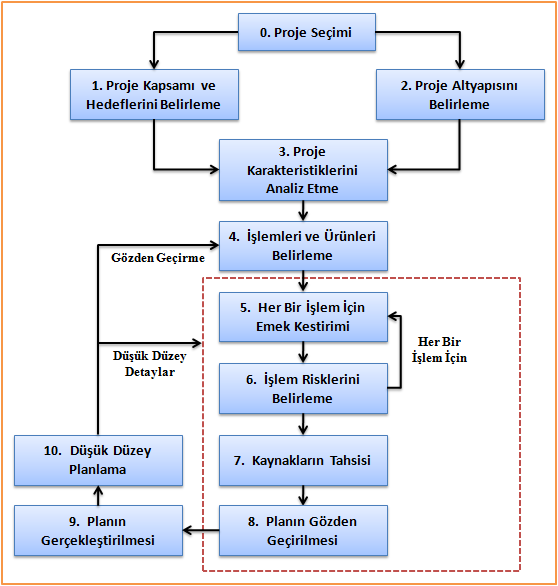 0. Proje Seçimi
1. Proje Kapsamı ve
Hedeflerini Belirleme
2. Proje Altyapısını
Belirleme
3. Proje
Karakteristiklerini
Analiz Etme
4. İşlemleri ve Ürünleri
Belirleme
Gözden Geçirme
5. Her Bir İşlem İçin
Emek Kestirimi
Her Bir
İşlem İçin
Düşük Düzey
Detaylar
6. İşlem Risklerini
Belirleme
7. Kaynakların Tahsisi
8. Planın Gözden
Geçirilmesi
9. Planın
Gerçekleştirilmesi
10. Düşük Düzey
Planlama